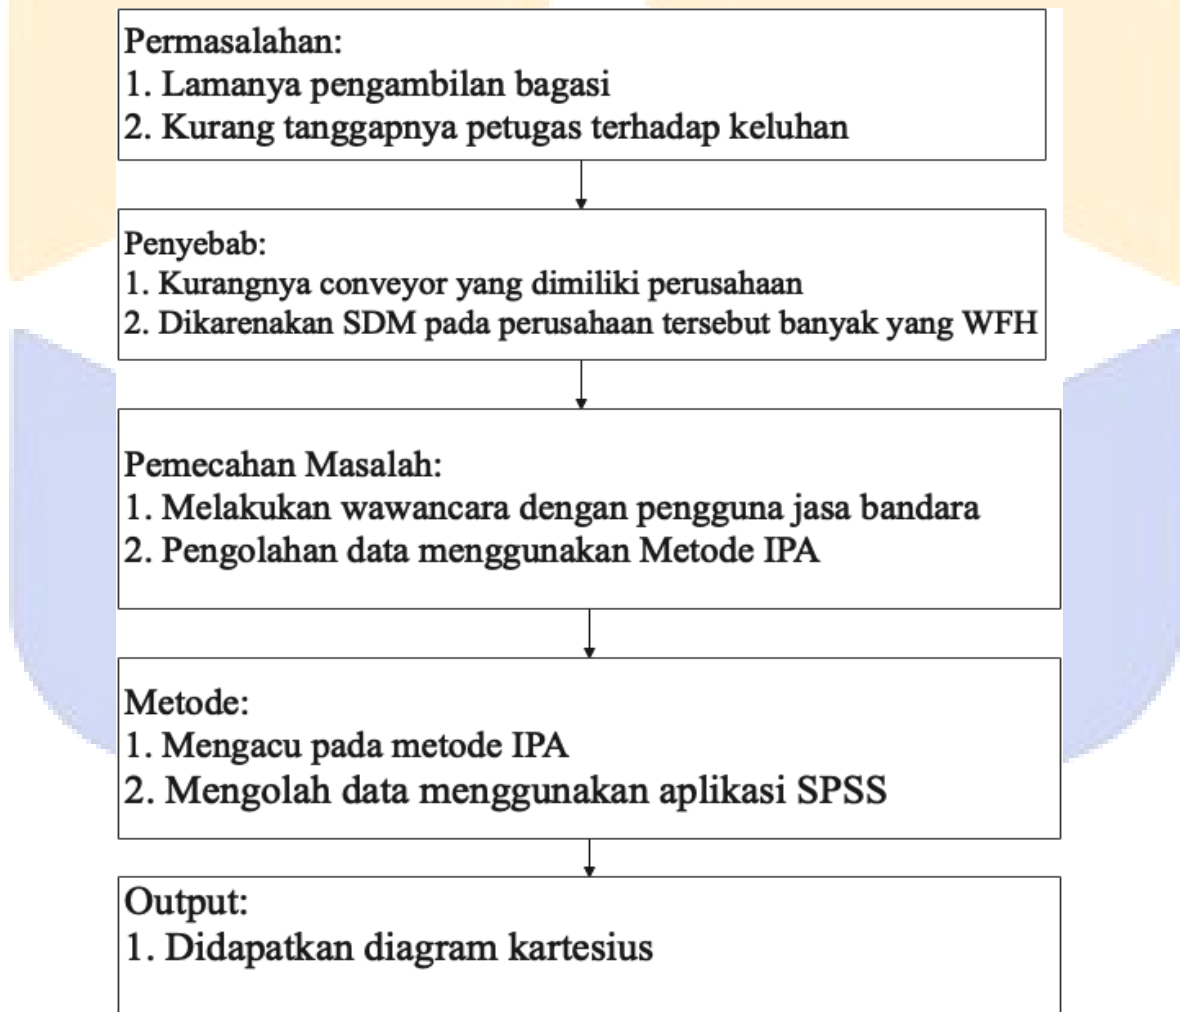 Permasalahan:
1. Lamanya pengambilan bagasi
2. Kurang tanggapnya petugas terhadap keluhan
Penyebab:
1. Kurangnya conveyor yang dimiliki perusahaan
2. Dikarenakan SDM pada perusahaan tersebut banyak yang WFH
Pemecahan Masalah:
1. Melakukan wawancara dengan pengguna jasa bandara
2. Pengolahan data menggunakan Metode IPA
Metode:
1. Mengacu pada metode IPA
2. Mengolah data menggunakan aplikasi SPSS
Output:
1. Didapatkan diagram kartesius